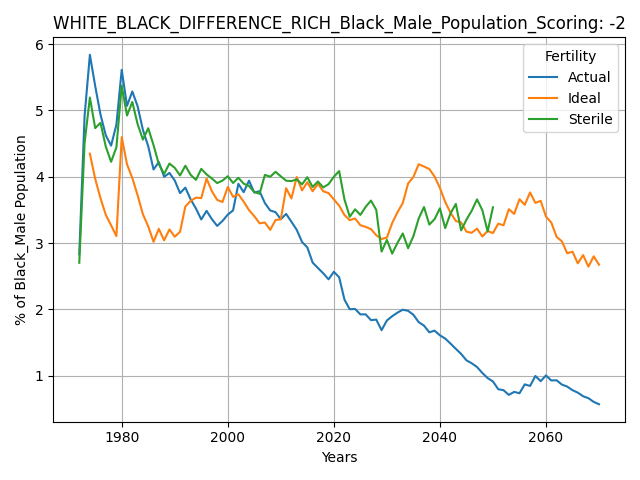 WHITE_BLACK_DIFFERENCE_RICH_Black_Male_Population_Scoring: -2
Fertility
Actual
Ideal
Sterile
% of Black_Male Population
6
5
4
3
2
1
1980
2000
2020
2040
2060
Years